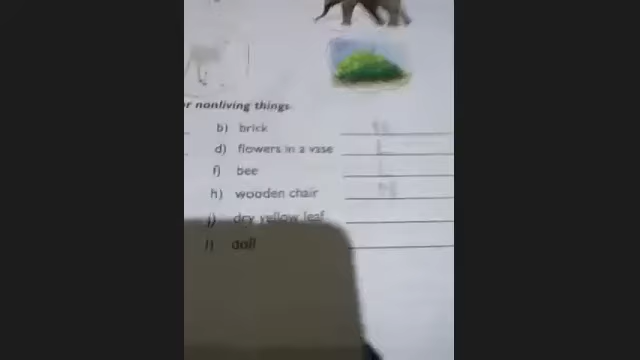 r nonliving things
b) brick N
d) flowers in a vase L
f) bee L
h) wooden chair N
j) dry yellow leaf
l) doll